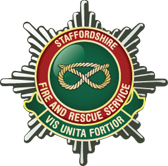 STAFFORDSHIRE
FIRE AND RESCUE SERVICE
VIS UNITA FORTIOR